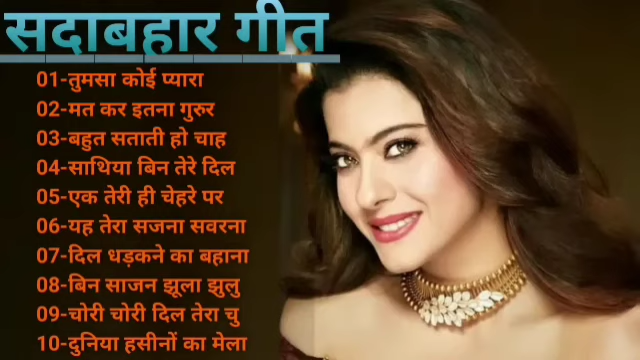 सदाबहार गीत
01-तुमसा कोई प्यारा
02-मत कर इतना गुरुर
03-बहुत सताती हो चाह
04-साथिया बिन तेरे दिल
05-एक तेरी ही चेहरे पर
06-यह तेरा सजना सवरना
07-दिल धड़कने का बहाना
08-बिन साजन झूला झुलु
09-चोरी चोरी दिल तेरा चु
10-दुनिया हसीनों का मेला